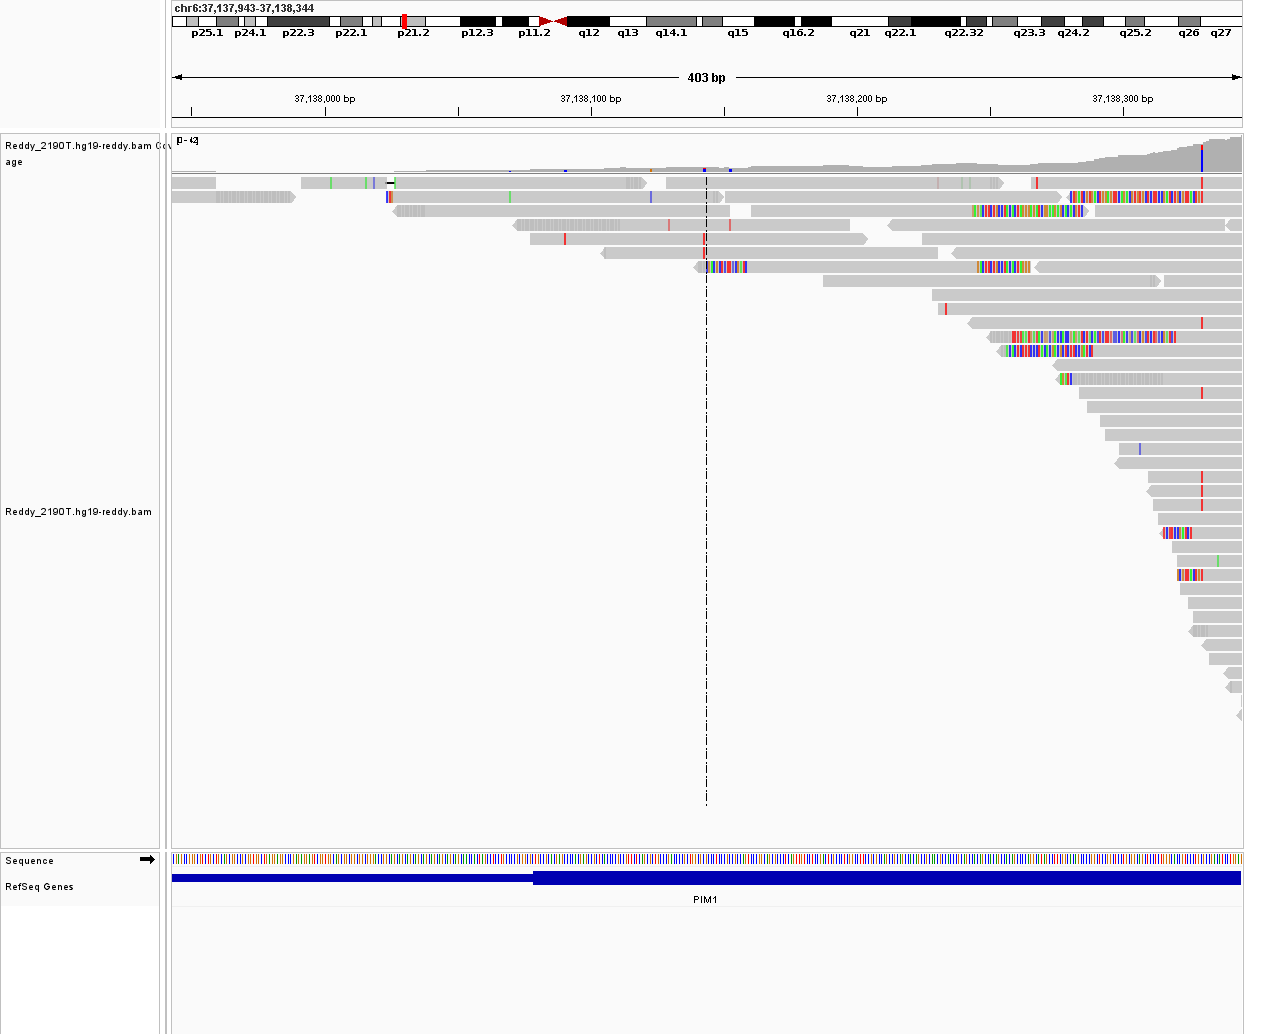 chr6:37,137,943-37,138,344
p25.1 p24.1 p22.3 p22.1 p21.2 p12.3 p11.2 q12 q13 q14.1 q15 q16.2 q21 q22.1 q22.32 q23.3 q24.2 q25.2 q26 q27
403 bp
37,138,000 bp 37,138,100 bp 37,138,200 bp 37,138,300 bp
Reddy_2190T.hg19-reddy.bam Cov
age
[0 - 42]
Reddy_2190T.hg19-reddy.bam
Sequence
RefSeq Genes
PIM1